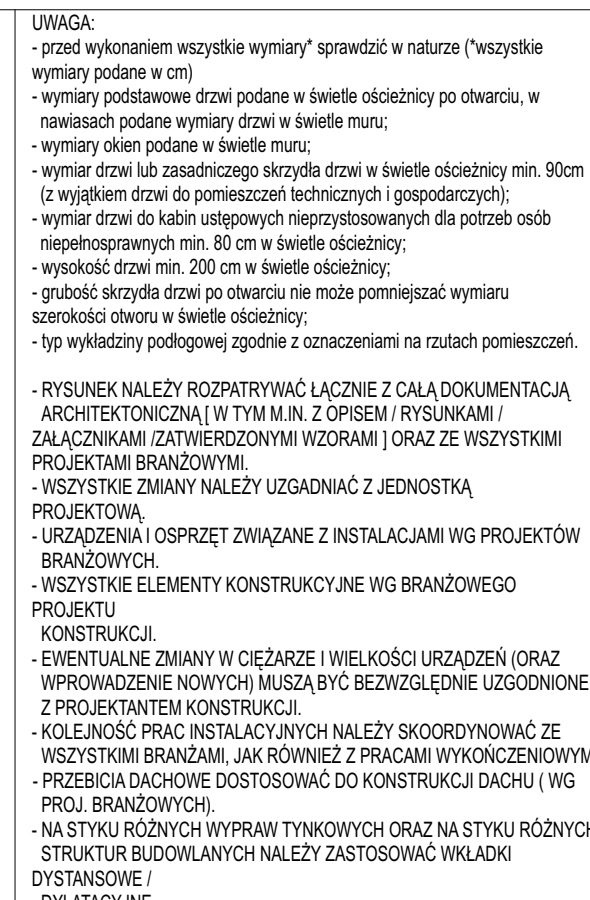 UWAGA:
- przed wykonaniem wszystkie wymiary* sprawdzić w naturze (*wszystkie
wymiary podane w cm)
- wymiary podstawowe drzwi podane w świetle ościeżnicy po otwarciu, w
nawiasach podane wymiary drzwi w świetle muru;
- wymiary okien podane w świetle muru;
- wymiar drzwi lub zasadniczego skrzydła drzwi w świetle ościeżnicy min. 90cm
(z wyjątkiem drzwi do pomieszczeń technicznych i gospodarczych);
- wymiar drzwi do kabin ustępowych nieprzystosowanych dla potrzeb osób
niepełnosprawnych min. 80 cm w świetle ościeżnicy;
- wysokość drzwi min. 200 cm w świetle ościeżnicy;
- grubość skrzydła drzwi po otwarciu nie może pomniejszać wymiaru
szerokości otworu w świetle ościeżnicy;
- typ wykładziny podłogowej zgodnie z oznaczeniami na rzutach pomieszczeń.
- RYSUNEK NALEŻY ROZPATRYWAĆ ŁĄCZNIE Z CAŁĄ DOKUMENTACJĄ
ARCHITEKTONICZNĄ [ W TYM M.IN. Z OPISEM / RYSUNKAMI /
ZAŁĄCZNIKAMI /ZATWIERDZONYMI WZORAMI ] ORAZ ZE WSZYSTKIMI
PROJEKTAMI BRANŻOWYMI.
- WSZYSTKIE ZMIANY NALEŻY UZGADNIAĆ Z JEDNOSTKĄ
PROJEKTOWĄ.
- URZĄDZENIA I OSPRZĘT ZWIĄZANE Z INSTALACJAMI WG PROJEKTÓW
BRANŻOWYCH.
- WSZYSTKIE ELEMENTY KONSTRUKCYJNE WG BRANŻOWEGO
PROJEKTU
KONSTRUKCJI.
- EWENTUALNE ZMIANY W CIĘŻARZE I WIELKOŚCI URZĄDZEŃ (ORAZ
WPROWADZENIE NOWYCH) MUSZĄ BYĆ BEZWZGLĘDNIE UZGODNIONE
Z PROJEKTANTEM KONSTRUKCJI.
- KOLEJNOŚĆ PRAC INSTALACYJNYCH NALEŻY SKOORDYNOWAĆ ZE
WSZYSTKIMI BRANŻAMI, JAK RÓWNIEŻ Z PRACAMI WYKOŃCZENIOWYM
- PRZEBICIA DACHOWE DOSTOSOWAĆ DO KONSTRUKCJI DACHU ( WG
PROJ. BRANŻOWYCH).
- NA STYKU RÓŻNYCH WYPRAW TYNKOWYCH ORAZ NA STYKU RÓŻNYCH
STRUKTUR BUDOWLANYCH NALEŻY ZASTOSOWAĆ WKŁADKI
DYSTANSOWE /